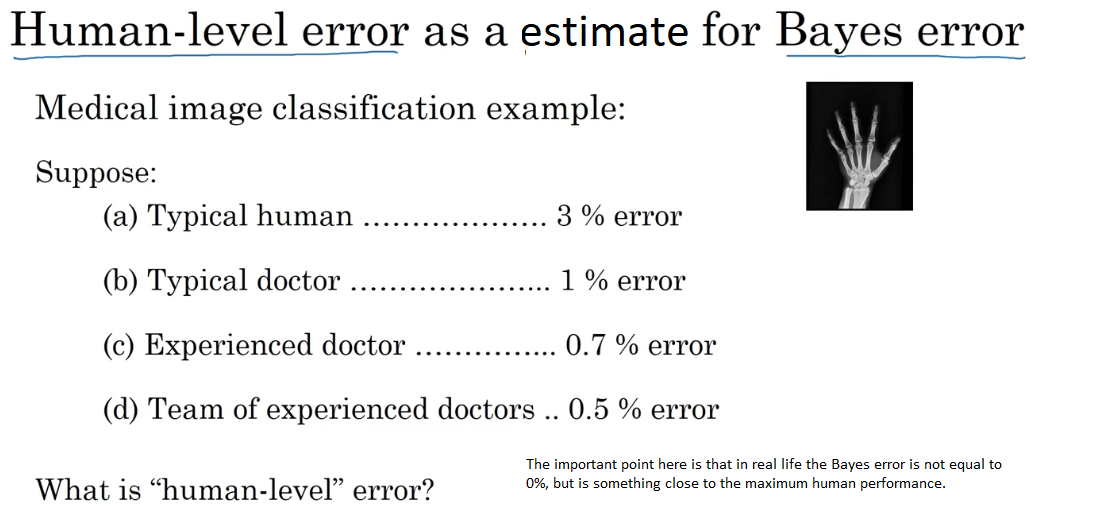 Human-level error as a estimate for Bayes error
Medical image classification example:
Suppose:
(a) Typical human ................... 3 % error
(b) Typical doctor ..................... 1 % error
(c) Experienced doctor ............... 0.7 % error
(d) Team of experienced doctors .. 0.5 % error
The important point here is that in real life the Bayes error is not equal to
0%, but is something close to the maximum human performance.
What is “human-level” error?